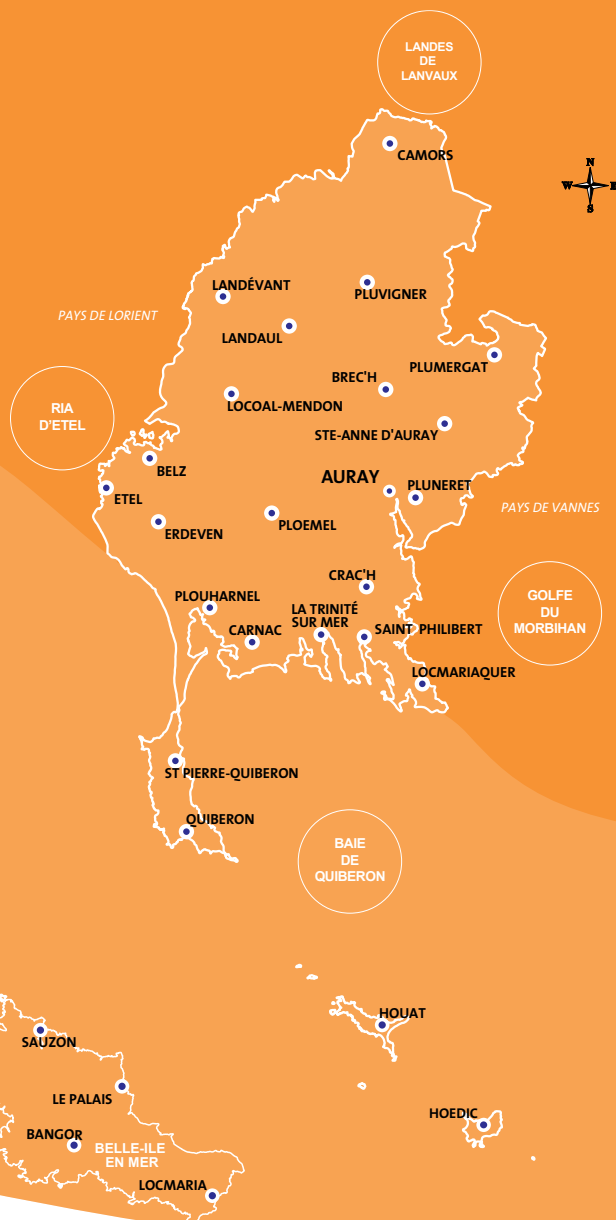 LANDES
DE
LANVAUX
CAMORS
N
W
E
S
LANDÉVANT
PLUVIGNER
PAYS DE LORIENT
LANDAUL
PLUMERGAT
BREC'H
LOCOAL-MENDON
RIA
D'ETEL
STE-ANNE D'AURAY
BELZ
AURAY
PLUNERET
ETEL
PLOEMEL
PAYS DE VANNES
ERDEVEN
CRAC'H
PLOUHARNEL
GOLFE
DU
MORBIHAN
LA TRINITÉ
SUR MER
CARNAC
SAINT PHILIBERT
LOCMARIAQUER
ST PIERRE-QUIBERON
QUIBERON
BAIE
DE
QUIBERON
HOUAT
SAUZON
LE PALAIS
HOEDIC
BANGOR
BELLE-ILE
EN MER
LOCMARIA